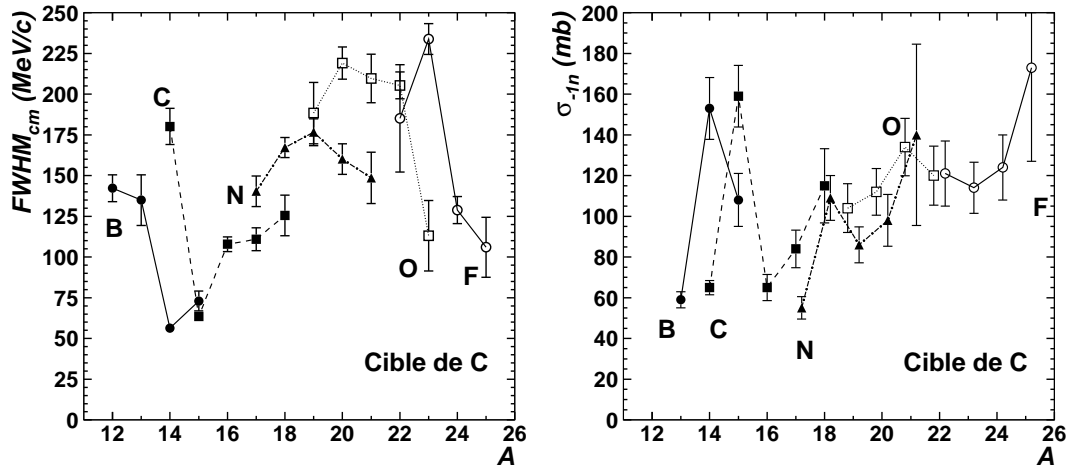 FWHM_cm (MeV/c)
250
225
200
175
150
125
100
75
50
25
0
C
B
N
O
F
Cible de C
12 14 16 18 20 22 24 26
A
σ_-1n (mb)
200
180
160
140
120
100
80
60
40
20
0
O
F
B C
N
Cible de C
12 14 16 18 20 22 24 26
A